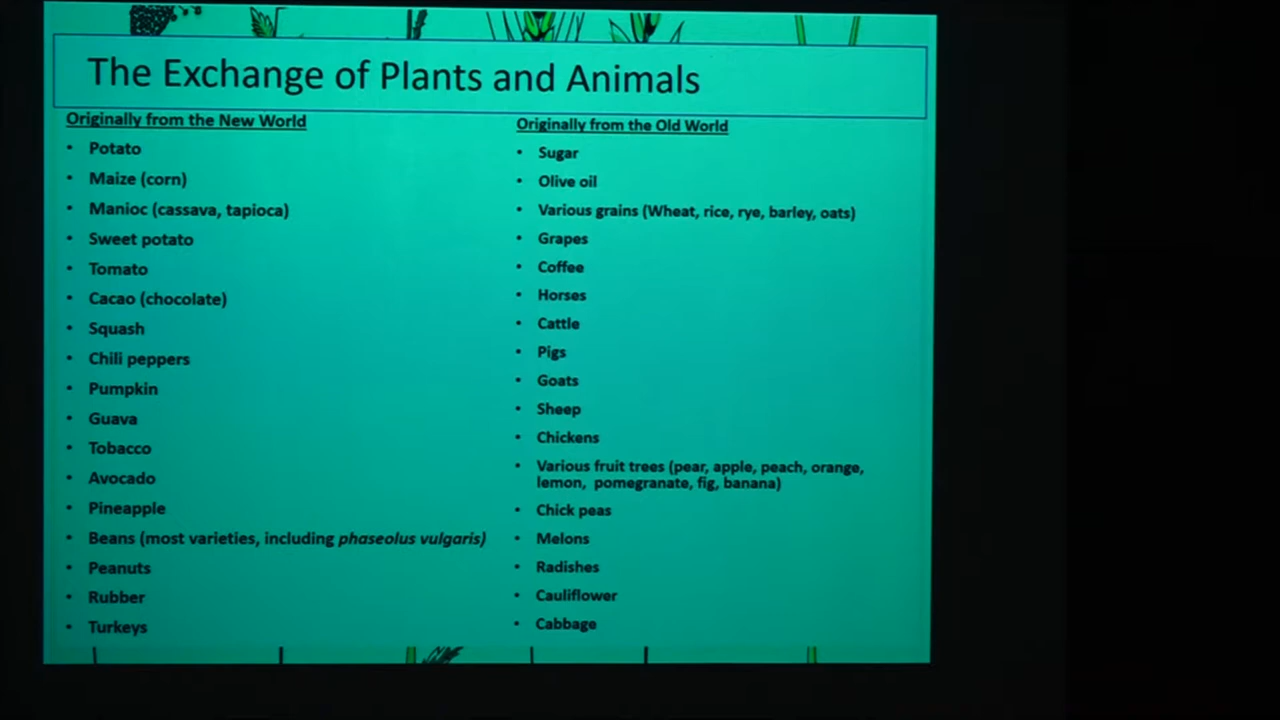 The Exchange of Plants and Animals
Originally from the New World
• Potato
• Maize (corn)
• Manioc (cassava, tapioca)
• Sweet potato
• Tomato
• Cacao (chocolate)
• Squash
• Chili peppers
• Pumpkin
• Guava
• Tobacco
• Avocado
• Pineapple
• Beans (most varieties, including phaseolus vulgaris)
• Peanuts
• Rubber
• Turkeys
Originally from the Old World
• Sugar
• Olive oil
• Various grains (Wheat, rice, rye, barley, oats)
• Grapes
• Coffee
• Horses
• Cattle
• Pigs
• Goats
• Sheep
• Chickens
• Various fruit trees (pear, apple, peach, orange,
lemon, pomegranate, fig, banana)
• Chick peas
• Melons
• Radishes
• Cauliflower
• Cabbage